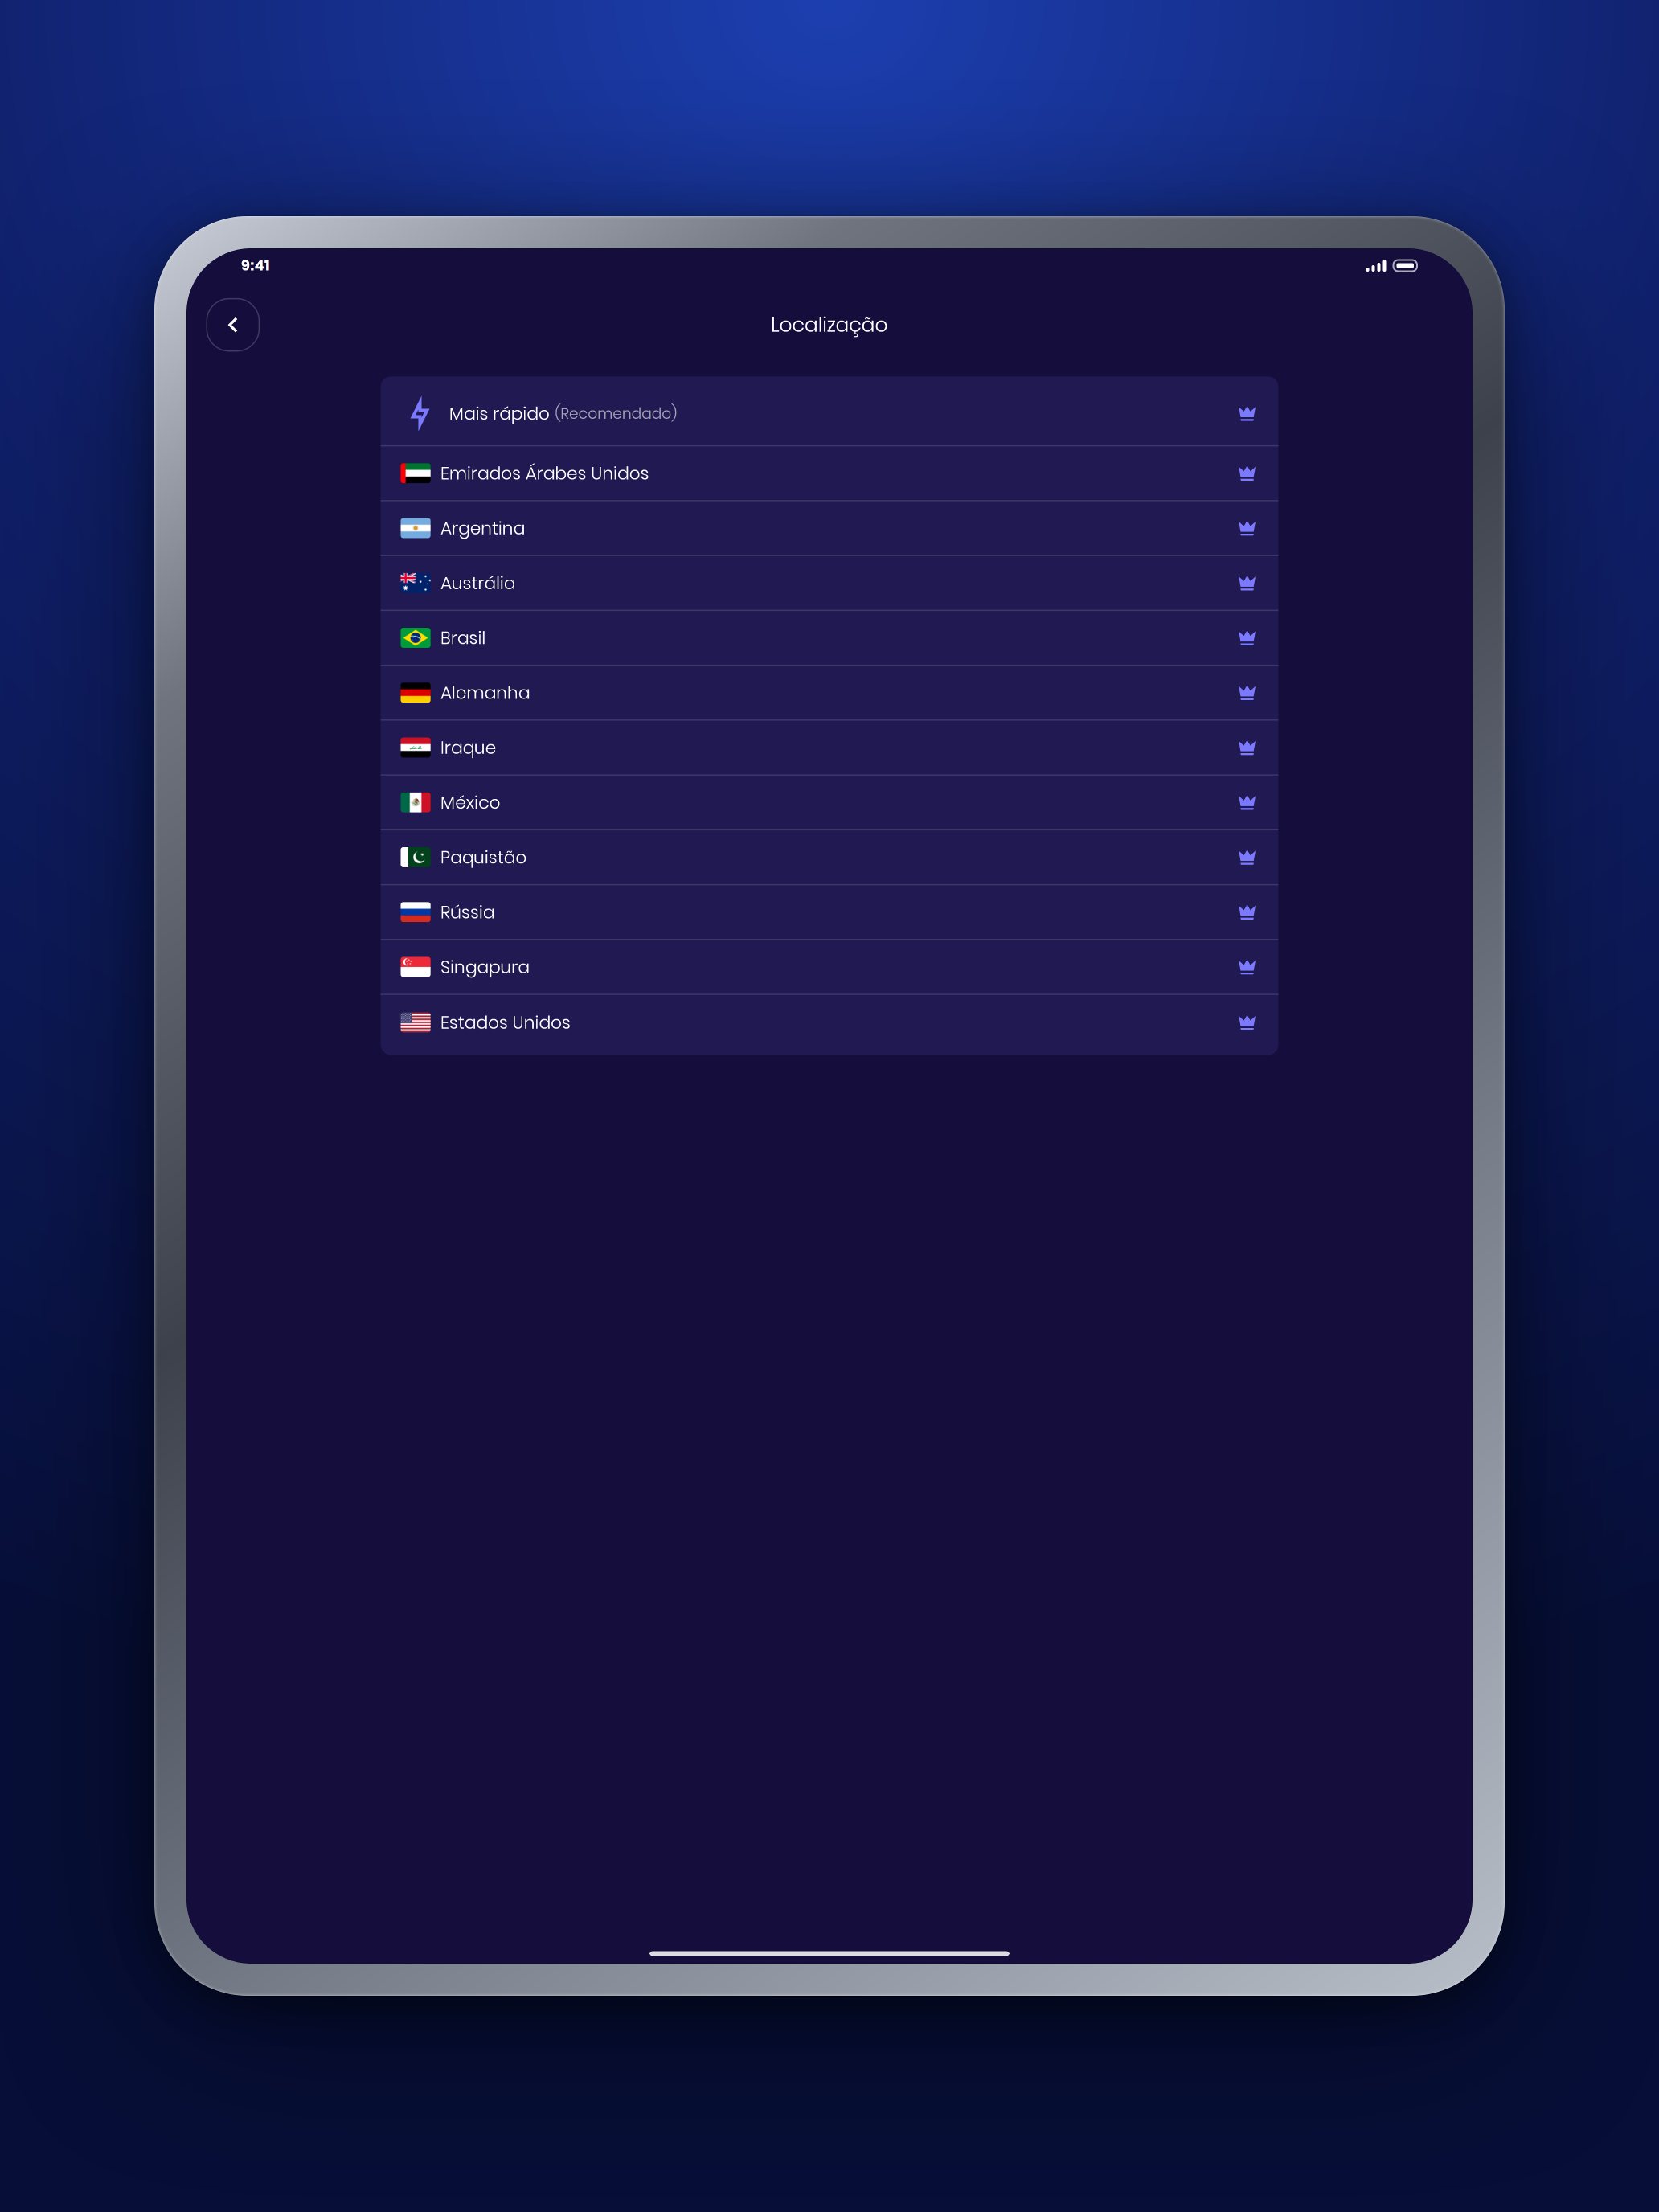 9:41
Localização
Mais rápido (Recomendado)
Emirados Árabes Unidos
Argentina
Austrália
Brasil
Alemanha
Iraque
México
Paquistão
Rússia
Singapura
Estados Unidos